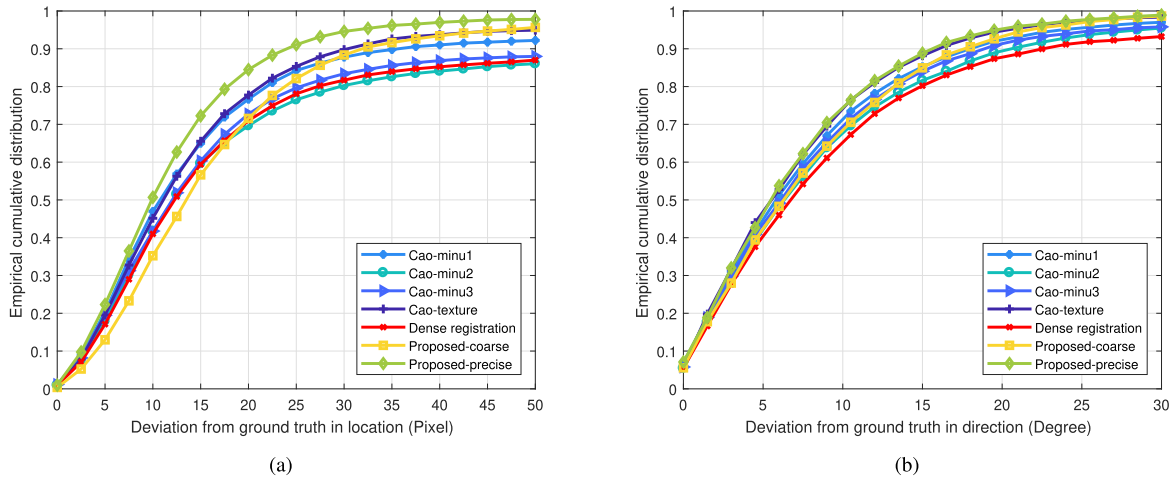 1
0.9
0.8
0.7
0.6
0.5
0.4
0.3
0.2
0.1
0
Empirical cumulative distribution
0 5 10 15 20 25 30 35 40 45 50
Deviation from ground truth in location (Pixel)
Cao-minu1
Cao-minu2
Cao-minu3
Cao-texture
Dense registration
Proposed-coarse
Proposed-precise
(a)
1
0.9
0.8
0.7
0.6
0.5
0.4
0.3
0.2
0.1
0
Empirical cumulative distribution
0 5 10 15 20 25 30
Deviation from ground truth in direction (Degree)
Cao-minu1
Cao-minu2
Cao-minu3
Cao-texture
Dense registration
Proposed-coarse
Proposed-precise
(b)